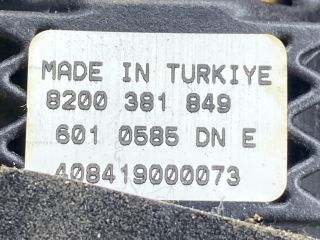 MADE IN TURKIYE
8200 381 849
601 0585 DN E
408419000073